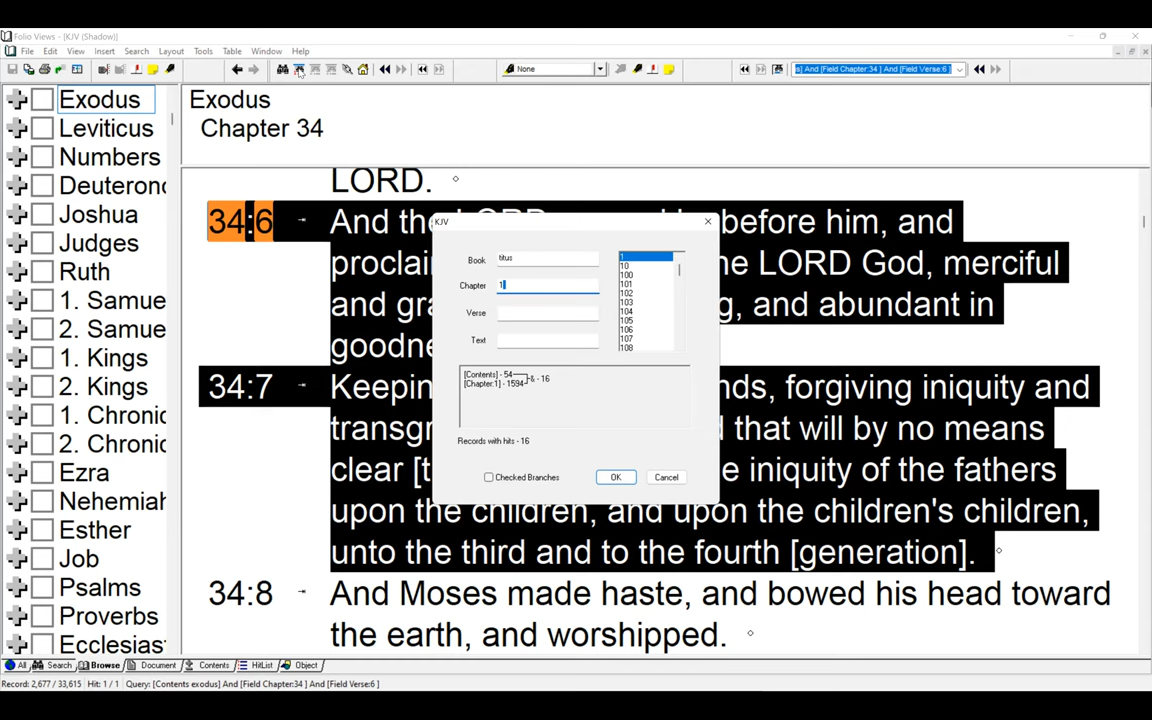 Folio Views - [KJV (Shadow)]
File Edit View Insert Search Layout Tools Table Window Help
None
s] And [Field Chapter:34 ] And [Field Verse:6 ]
Exodus
Leviticus
Numbers
Deuterono
Joshua
Judges
Ruth
1. Samue
2. Samue
1. Kings
2. Kings
1. Chronic
2. Chronic
Ezra
Nehemiah
Esther
Job
Psalms
Proverbs
Ecclesiast
Exodus
Chapter 34
LORD.
34:6 And the before him, and
proclai he LORD God, merciful
and gra g, and abundant in
goodne
34:7 Keepin nds, forgiving iniquity and
transgr d that will by no means
clear [t e iniquity of the fathers
upon the children, and upon the children's children,
unto the third and to the fourth [generation].
34:8 And Moses made haste, and bowed his head toward
the earth, and worshipped.
KJV
Book titus
Chapter 1
Verse
Text
1
10
100
101
102
103
104
105
106
107
108
[Contents] - 54
[Chapter:1] - 1594
& - 16
Records with hits - 16
Checked Branches
OK
Cancel
All Search Browse Document Contents HitList Object
Record: 2,677 / 33,615 Hit: 1 / 1 Query: [Contents exodus] And [Field Chapter:34 ] And [Field Verse:6 ]